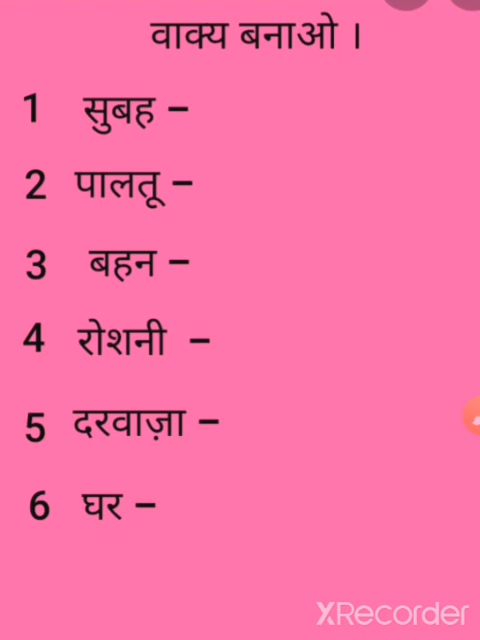 वाक्य बनाओ ।
1 सुबह –
2 पालतू –
3 बहन –
4 रोशनी –
5 दरवाज़ा –
6 घर –
XRecorder